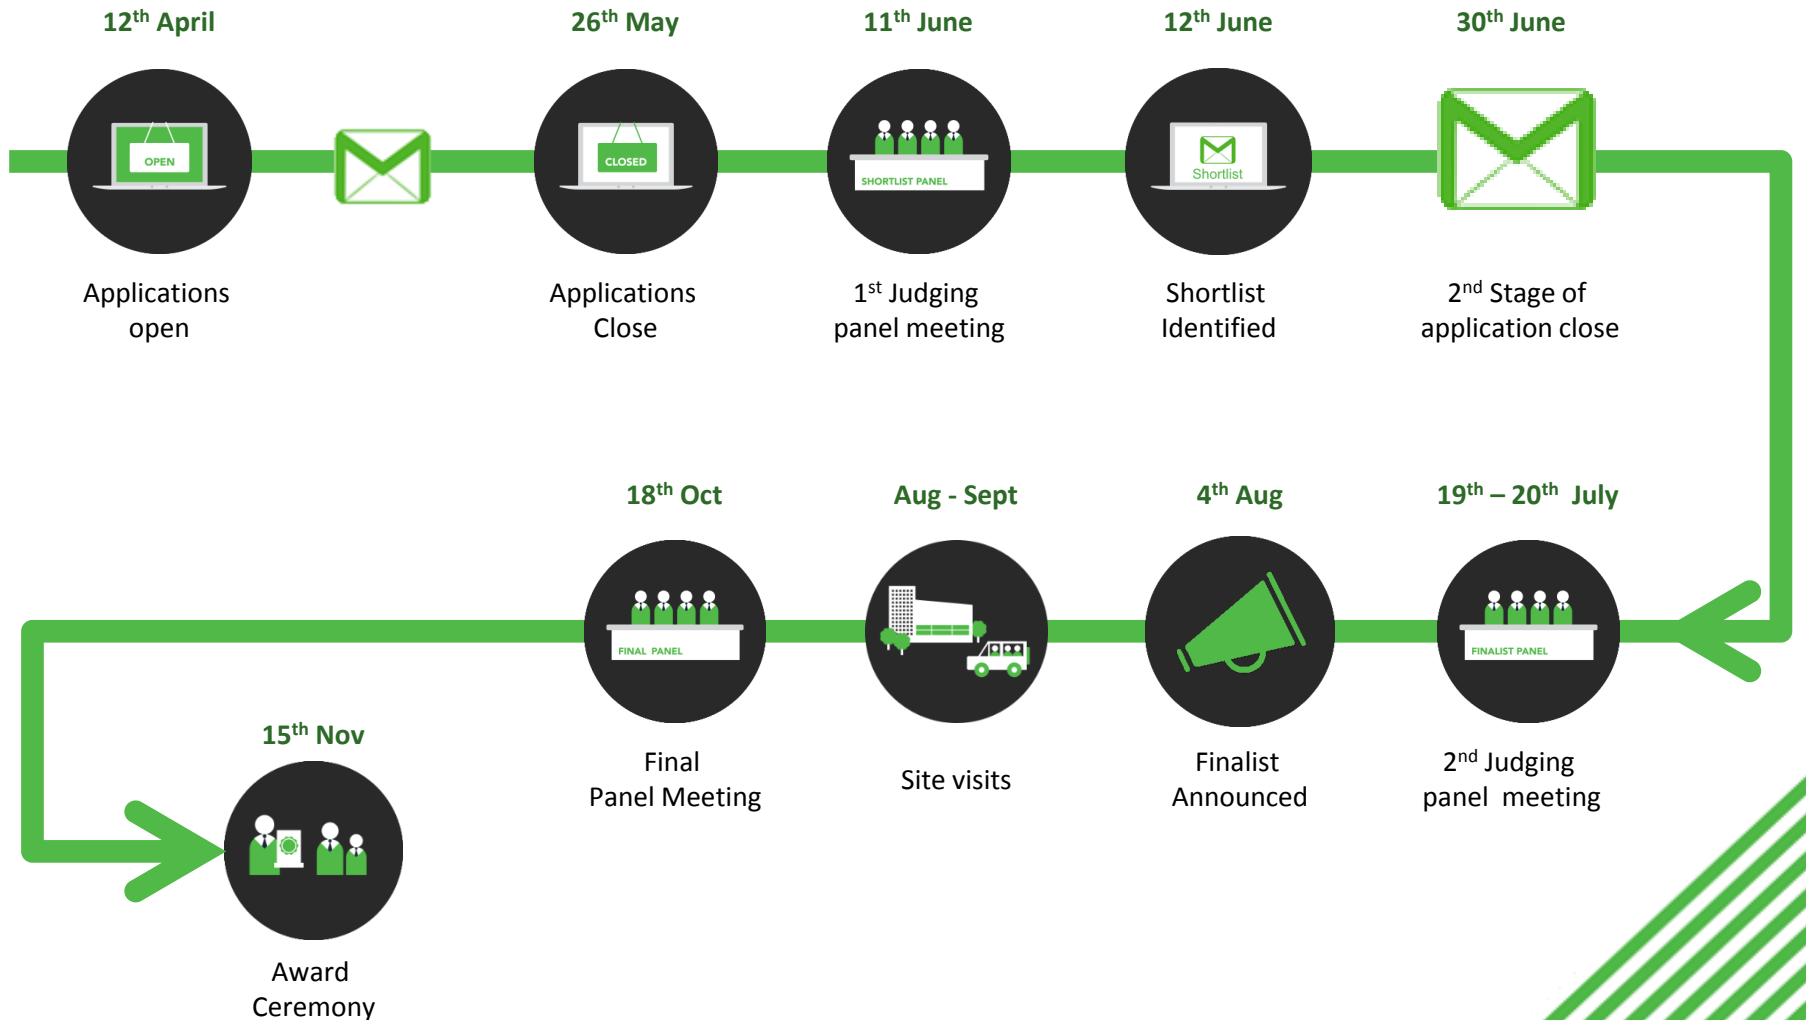 12th April
26th May
11th June
12th June
30th June
OPEN
CLOSED
SHORTLIST PANEL
Shortlist
Applications
open
Applications
Close
1st Judging
panel meeting
Shortlist
Identified
2nd Stage of
application close
19th – 20th July
4th Aug
Aug - Sept
18th Oct
FINALIST PANEL
FINAL PANEL
2nd Judging
panel meeting
Finalist
Announced
Site visits
Final
Panel Meeting
15th Nov
Award
Ceremony